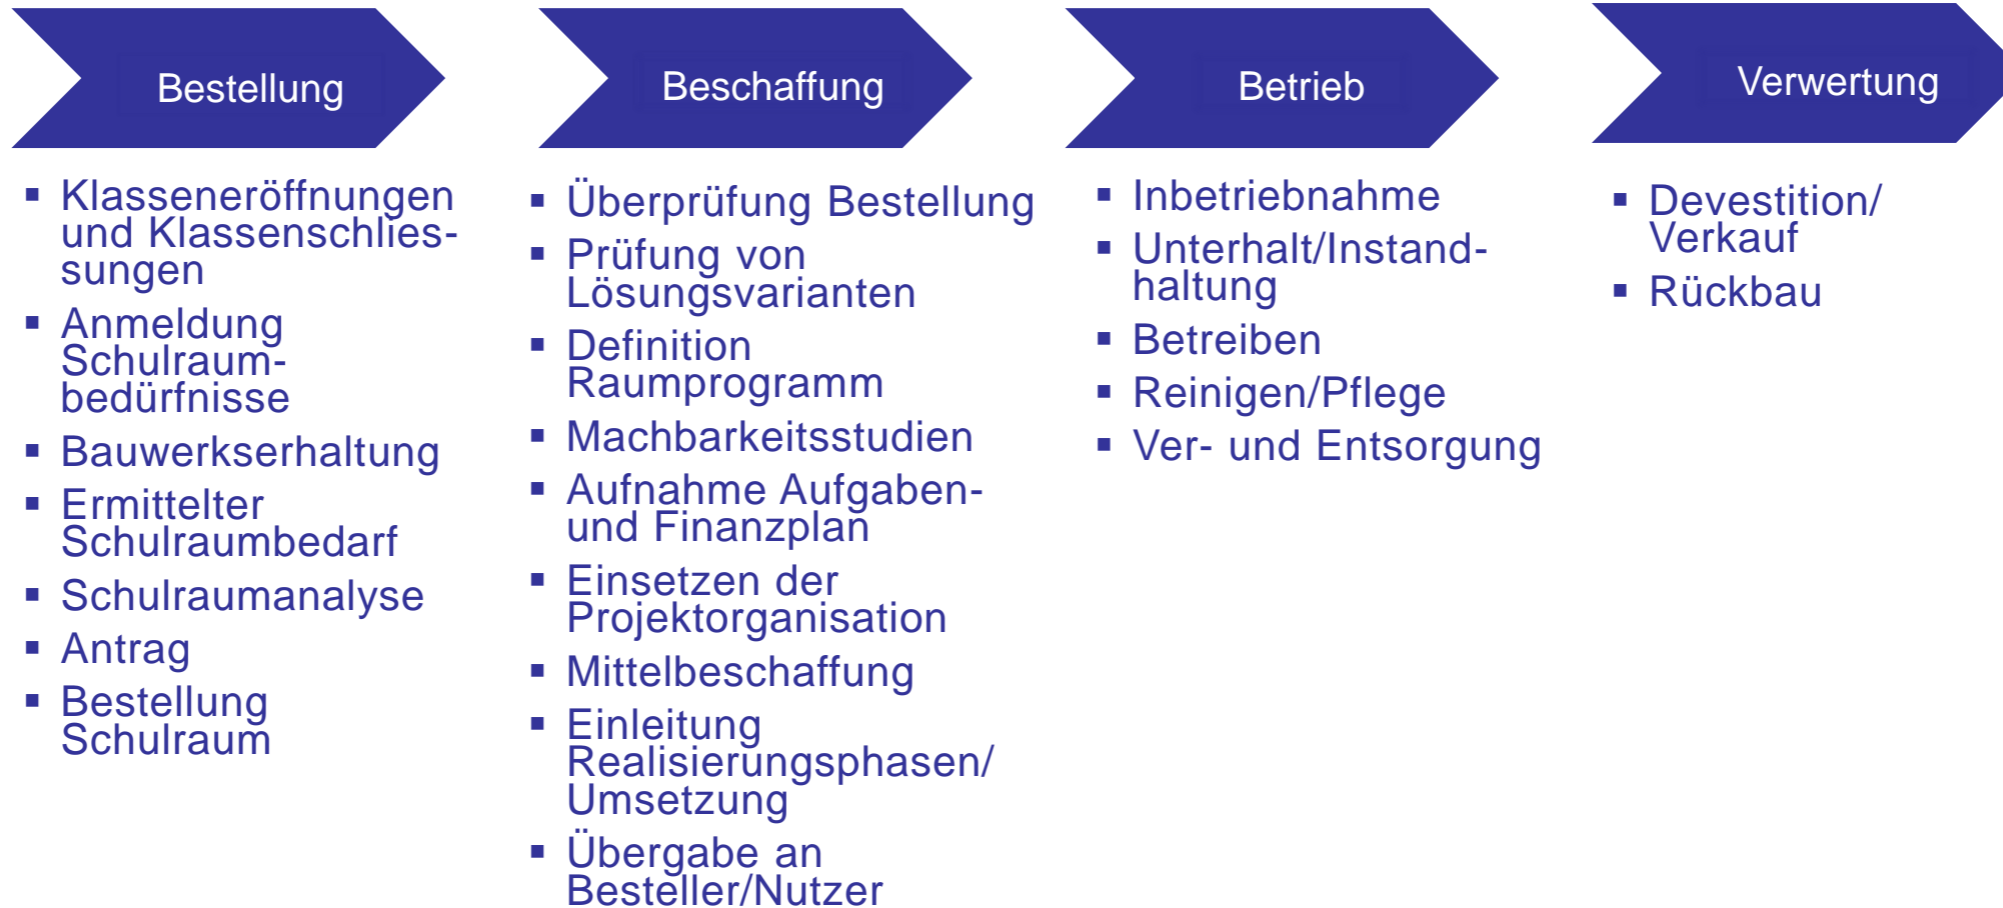 Bestellung
▪ Klasseneröffnungen
und Klassenschlies-
sungen
▪ Anmeldung
Schulraum-
bedürfnisse
▪ Bauwerkserhaltung
▪ Ermittelter
Schulraumbedarf
▪ Schulraumanalyse
▪ Antrag
▪ Bestellung
Schulraum
Beschaffung
▪ Überprüfung Bestellung
▪ Prüfung von
Lösungsvarianten
▪ Definition
Raumprogramm
▪ Machbarkeitsstudien
▪ Aufnahme Aufgaben-
und Finanzplan
▪ Einsetzen der
Projektorganisation
▪ Mittelbeschaffung
▪ Einleitung
Realisierungsphasen/
Umsetzung
▪ Übergabe an
Besteller/Nutzer
Betrieb
▪ Inbetriebnahme
▪ Unterhalt/Instand-
haltung
▪ Betreiben
▪ Reinigen/Pflege
▪ Ver- und Entsorgung
Verwertung
▪ Devestition/
Verkauf
▪ Rückbau